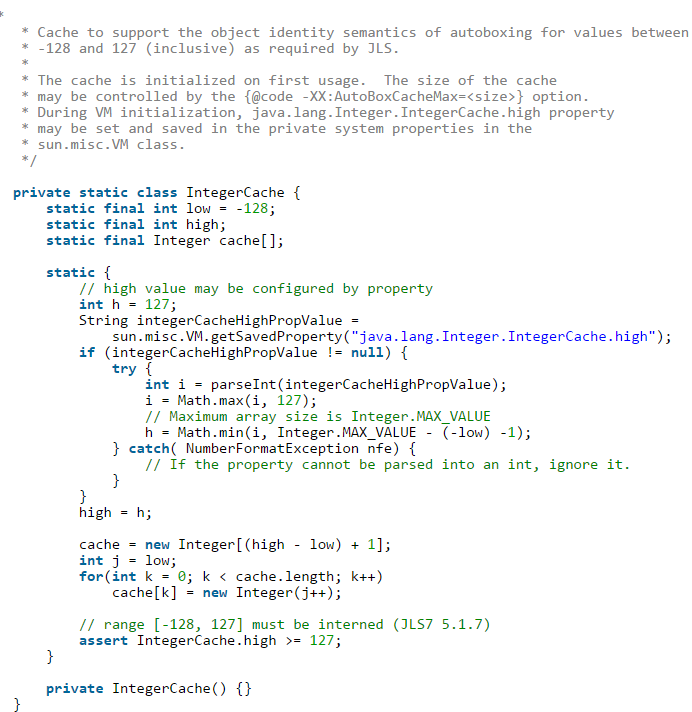 *
 * Cache to support the object identity semantics of autoboxing for values between
 * -128 and 127 (inclusive) as required by JLS.
 *
 * The cache is initialized on first usage.  The size of the cache
 * may be controlled by the {@code -XX:AutoBoxCacheMax=<size>} option.
 * During VM initialization, java.lang.Integer.IntegerCache.high property
 * may be set and saved in the private system properties in the
 * sun.misc.VM class.
 */

private static class IntegerCache {
    static final int low = -128;
    static final int high;
    static final Integer cache[];

    static {
        // high value may be configured by property
        int h = 127;
        String integerCacheHighPropValue =
            sun.misc.VM.getSavedProperty("java.lang.Integer.IntegerCache.high");
        if (integerCacheHighPropValue != null) {
            try {
                int i = parseInt(integerCacheHighPropValue);
                i = Math.max(i, 127);
                // Maximum array size is Integer.MAX_VALUE
                h = Math.min(i, Integer.MAX_VALUE - (-low) -1);
            } catch( NumberFormatException nfe) {
                // If the property cannot be parsed into an int, ignore it.
            }
        }
        high = h;

        cache = new Integer[(high - low) + 1];
        int j = low;
        for(int k = 0; k < cache.length; k++)
            cache[k] = new Integer(j++);

        // range [-128, 127] must be interned (JLS7 5.1.7)
        assert IntegerCache.high >= 127;
    }

    private IntegerCache() {}
}